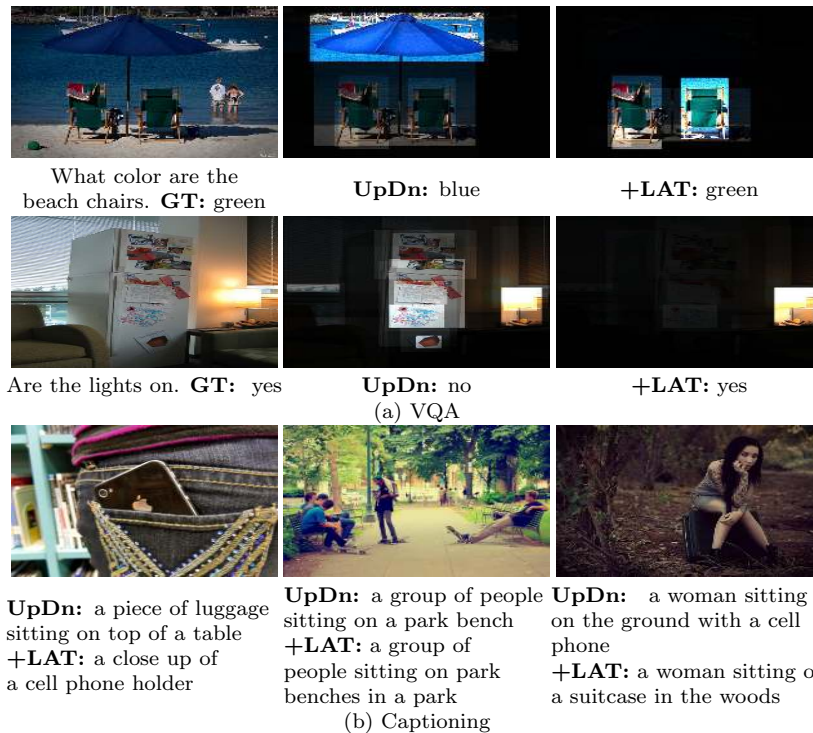 What color are the
beach chairs. GT: green
UpDn: blue
+LAT: green
Are the lights on. GT: yes
UpDn: no
+LAT: yes
(a) VQA
UpDn: a piece of luggage
sitting on top of a table
+LAT: a close up of
a cell phone holder
UpDn: a group of people
sitting on a park bench
+LAT: a group of
people sitting on park
benches in a park
UpDn: a woman sitting
on the ground with a cell
phone
+LAT: a woman sitting o
a suitcase in the woods
(b) Captioning